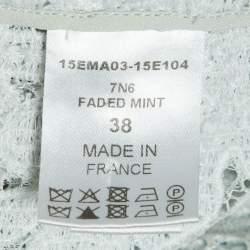 15EMA03-15E104
7N6
FADED MINT
38
MADE IN
FRANCE